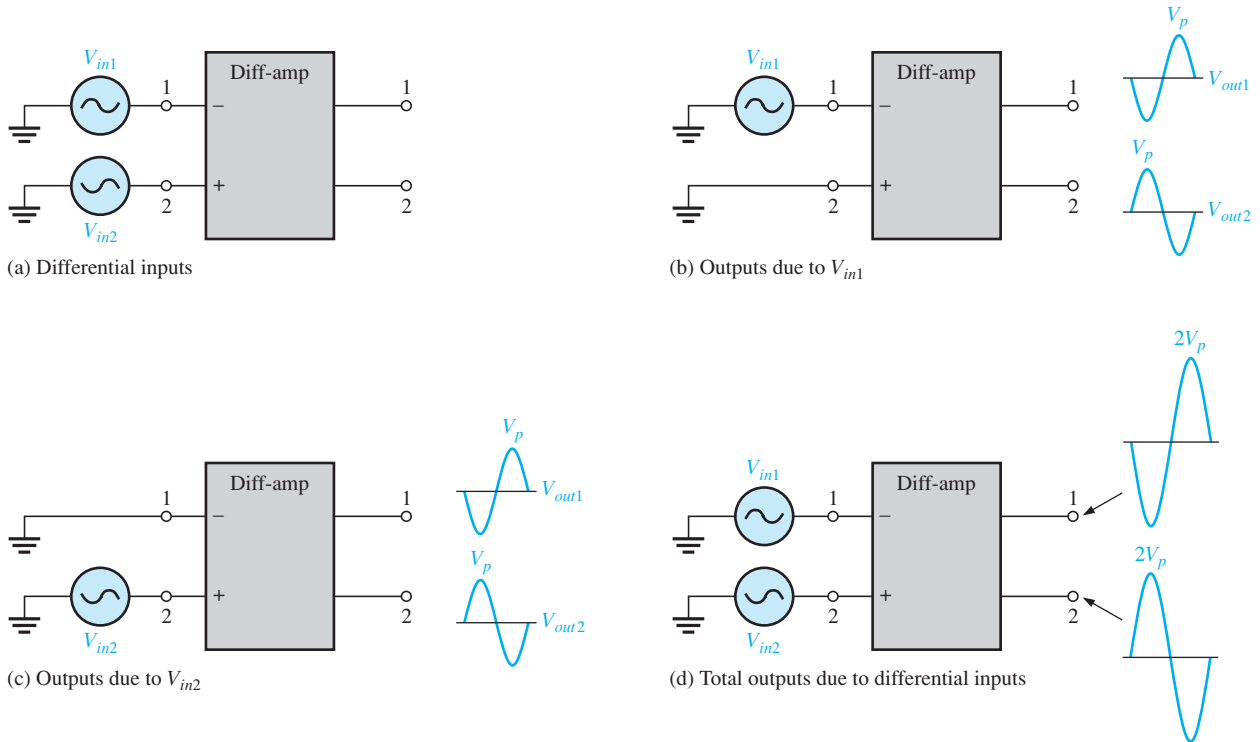 V_in1
1
−
Diff-amp
1
+
2
V_in2
2
(a) Differential inputs
V_in1
1
−
Diff-amp
1
+
2
2
V_p
V_out1
V_p
V_out2
(b) Outputs due to V_in1
1
−
Diff-amp
1
+
2
V_in2
2
V_p
V_out1
V_p
V_out2
(c) Outputs due to V_in2
V_in1
1
−
Diff-amp
1
+
2
V_in2
2
2V_p
2V_p
(d) Total outputs due to differential inputs